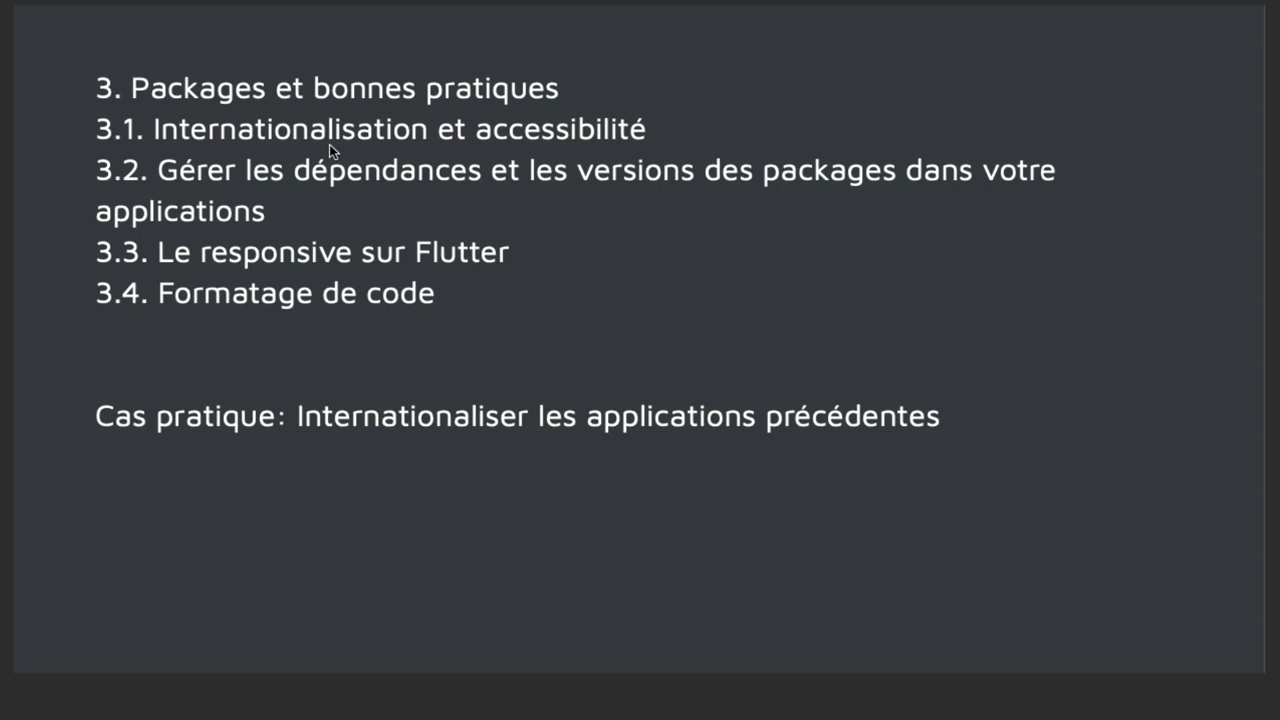 3. Packages et bonnes pratiques
3.1. Internationalisation et accessibilité
3.2. Gérer les dépendances et les versions des packages dans votre
applications
3.3. Le responsive sur Flutter
3.4. Formatage de code
Cas pratique: Internationaliser les applications précédentes